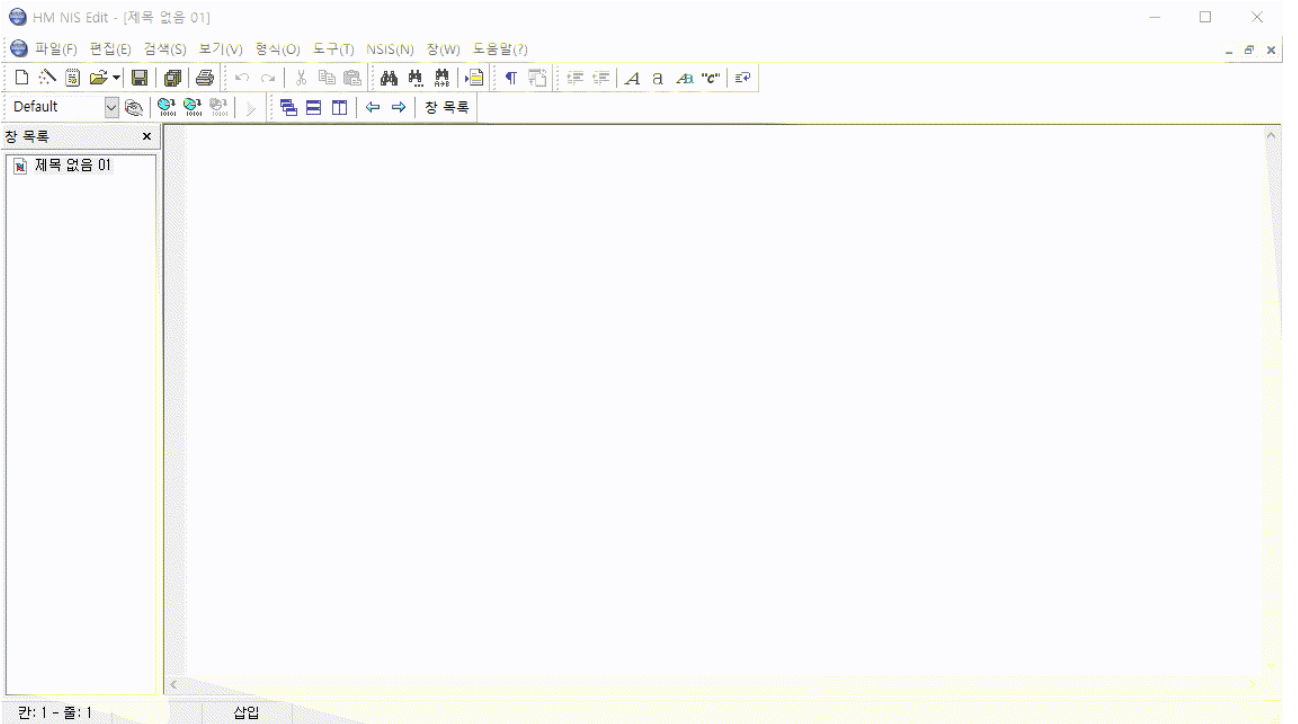 HM NIS Edit - [제목 없음 01]
파일(F) 편집(E) 검색(S) 보기(V) 형식(O) 도구(T) NSIS(N) 창(W) 도움말(?)
A a Aa "c"
Default 창 목록
창 목록
제목 없음 01
칸: 1 - 줄: 1 삽입